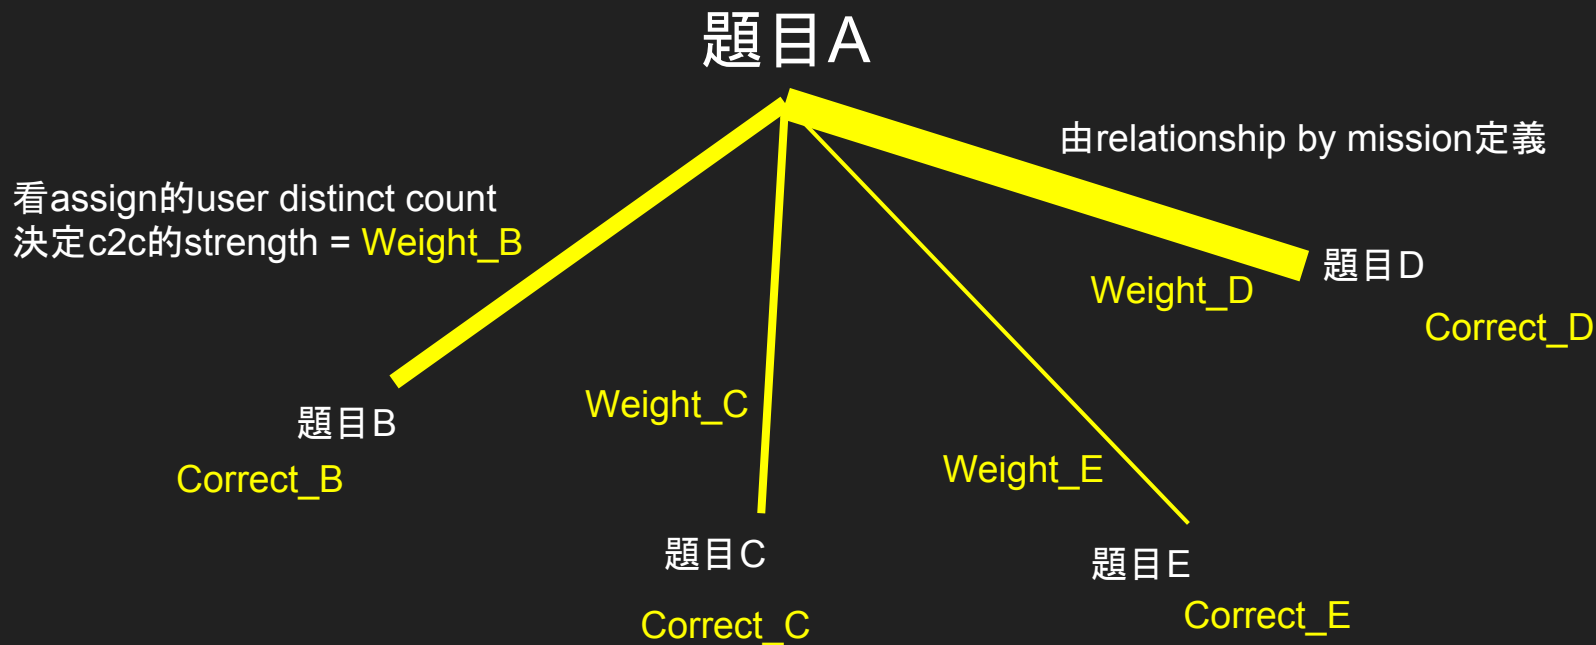 題目A
由relationship by mission定義
看assign的user distinct count
決定c2c的strength = Weight_B
題目D
Weight_D
Correct_D
Weight_C
題目B
Weight_E
Correct_B
題目C
題目E
Correct_C
Correct_E